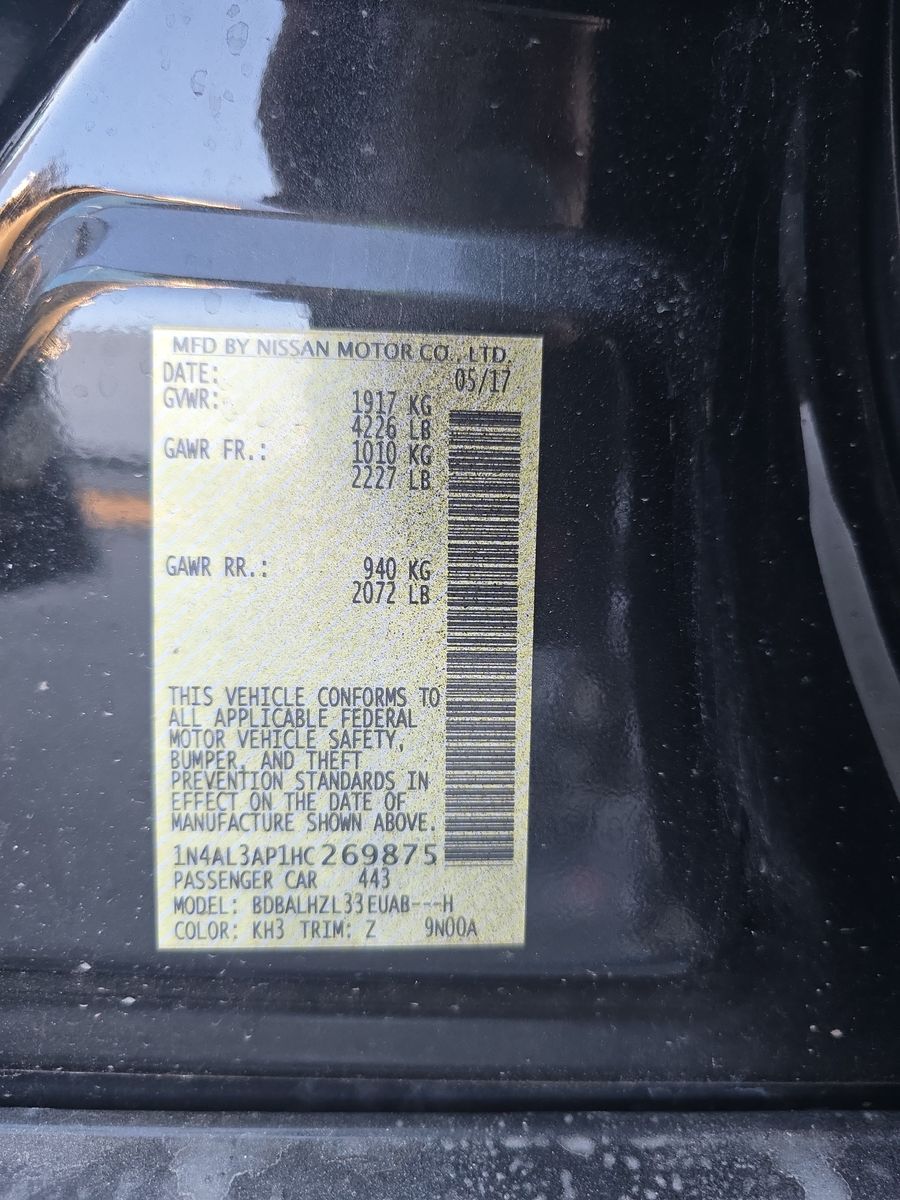 MFD BY NISSAN MOTOR CO., LTD.
DATE: 05/17
GVWR: 1917 KG
4226 LB
GAWR FR.: 1010 KG
2227 LB
GAWR RR.: 940 KG
2072 LB
THIS VEHICLE CONFORMS TO
ALL APPLICABLE FEDERAL
MOTOR VEHICLE SAFETY,
BUMPER, AND THEFT
PREVENTION STANDARDS IN
EFFECT ON THE DATE OF
MANUFACTURE SHOWN ABOVE.
1N4AL3AP1HC269875
PASSENGER CAR 443
MODEL: BDBALHZL33EUAB---H
COLOR: KH3 TRIM: Z 9N00A